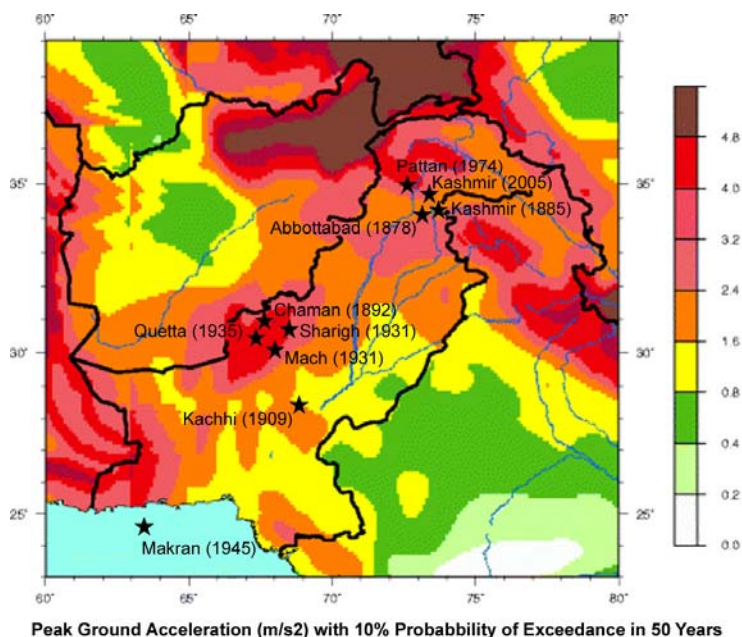 60° 65° 70° 75° 80°
35°
30°
25°
Pattan (1974)
Kashmir (2005)
Kashmir (1885)
Abbottabad (1878)
Chaman (1892)
Quetta (1935)
Sharigh (1931)
Mach (1931)
Kachhi (1909)
Makran (1945)
60° 65° 70° 75° 80°
35°
30°
25°
4.8
4.0
3.2
2.4
1.6
0.8
0.4
0.2
0.0
Peak Ground Acceleration (m/s2) with 10% Probabbility of Exceedance in 50 Years